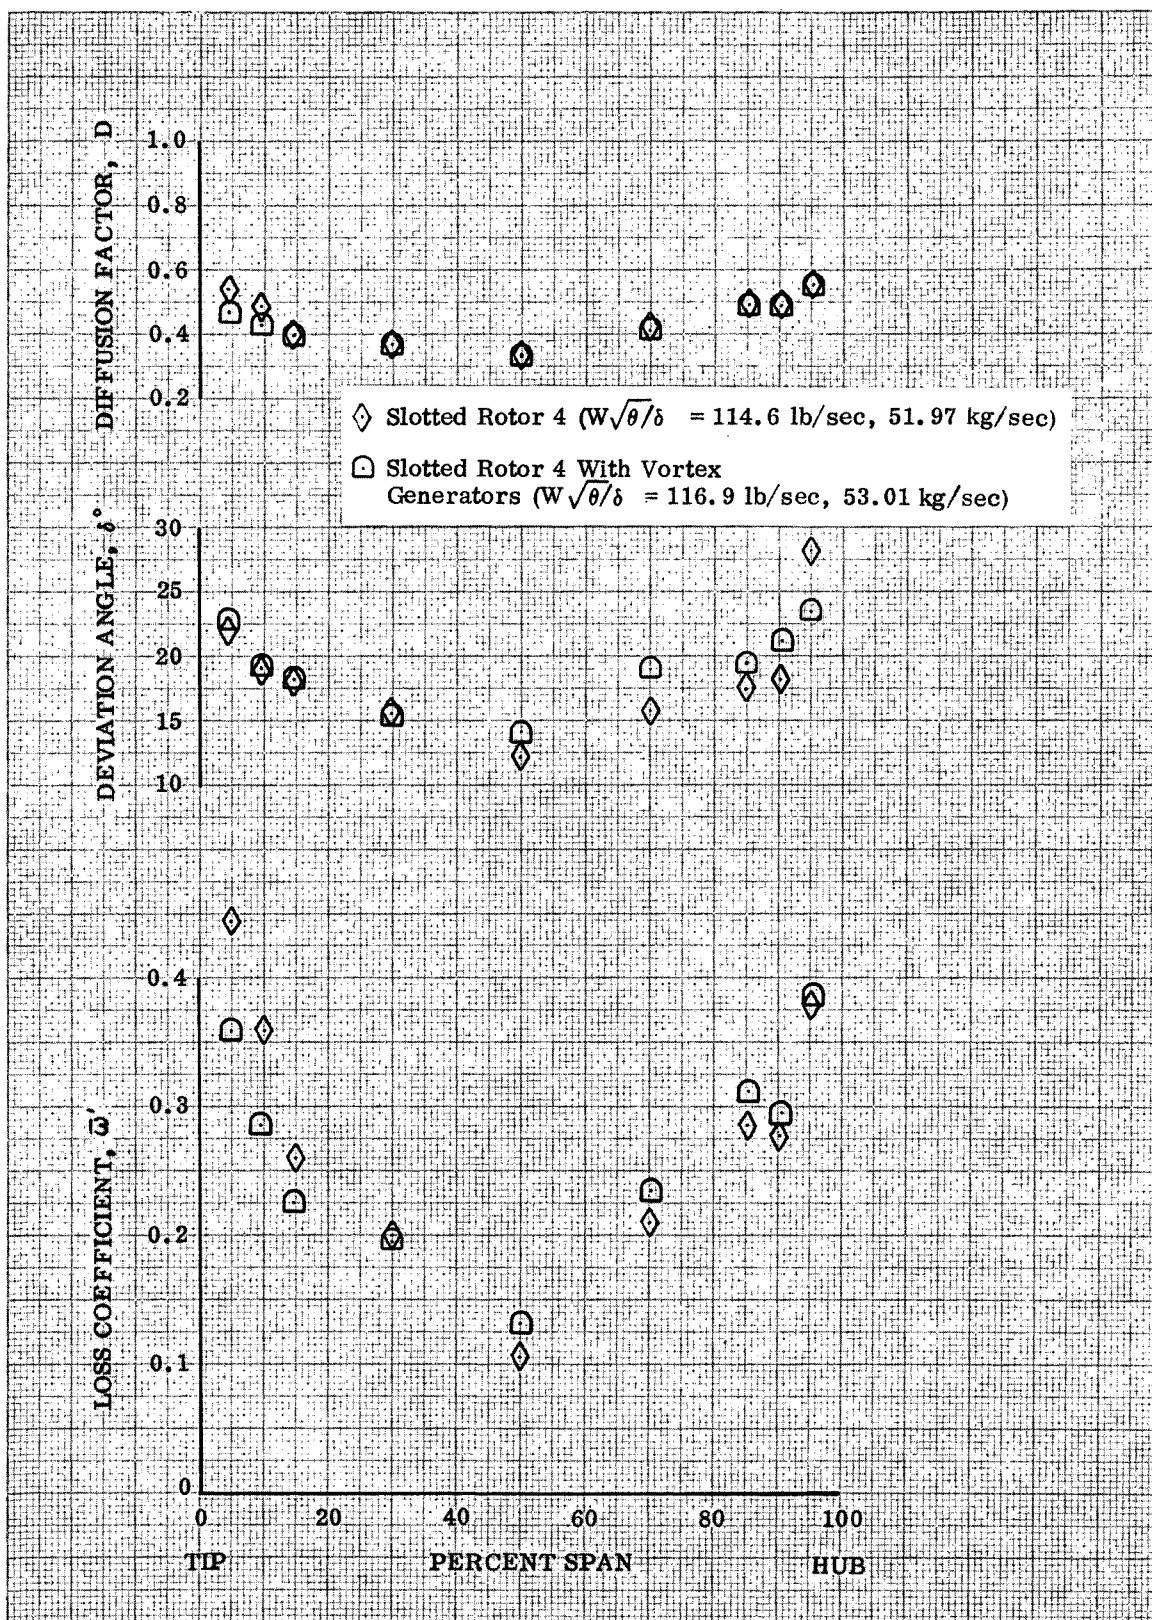 DIFFUSION FACTOR, D
1.0
0.8
0.6
0.4
0.2
◇ Slotted Rotor 4 (W√θ/δ = 114.6 lb/sec, 51.97 kg/sec)
Slotted Rotor 4 With Vortex
Generators (W√θ/δ = 116.9 lb/sec, 53.01 kg/sec)
DEVIATION ANGLE, δ°
30
25
20
15
10
LOSS COEFFICIENT, ω̄'
0.4
0.3
0.2
0.1
0
0 20 40 60 80 100
TIP PERCENT SPAN HUB